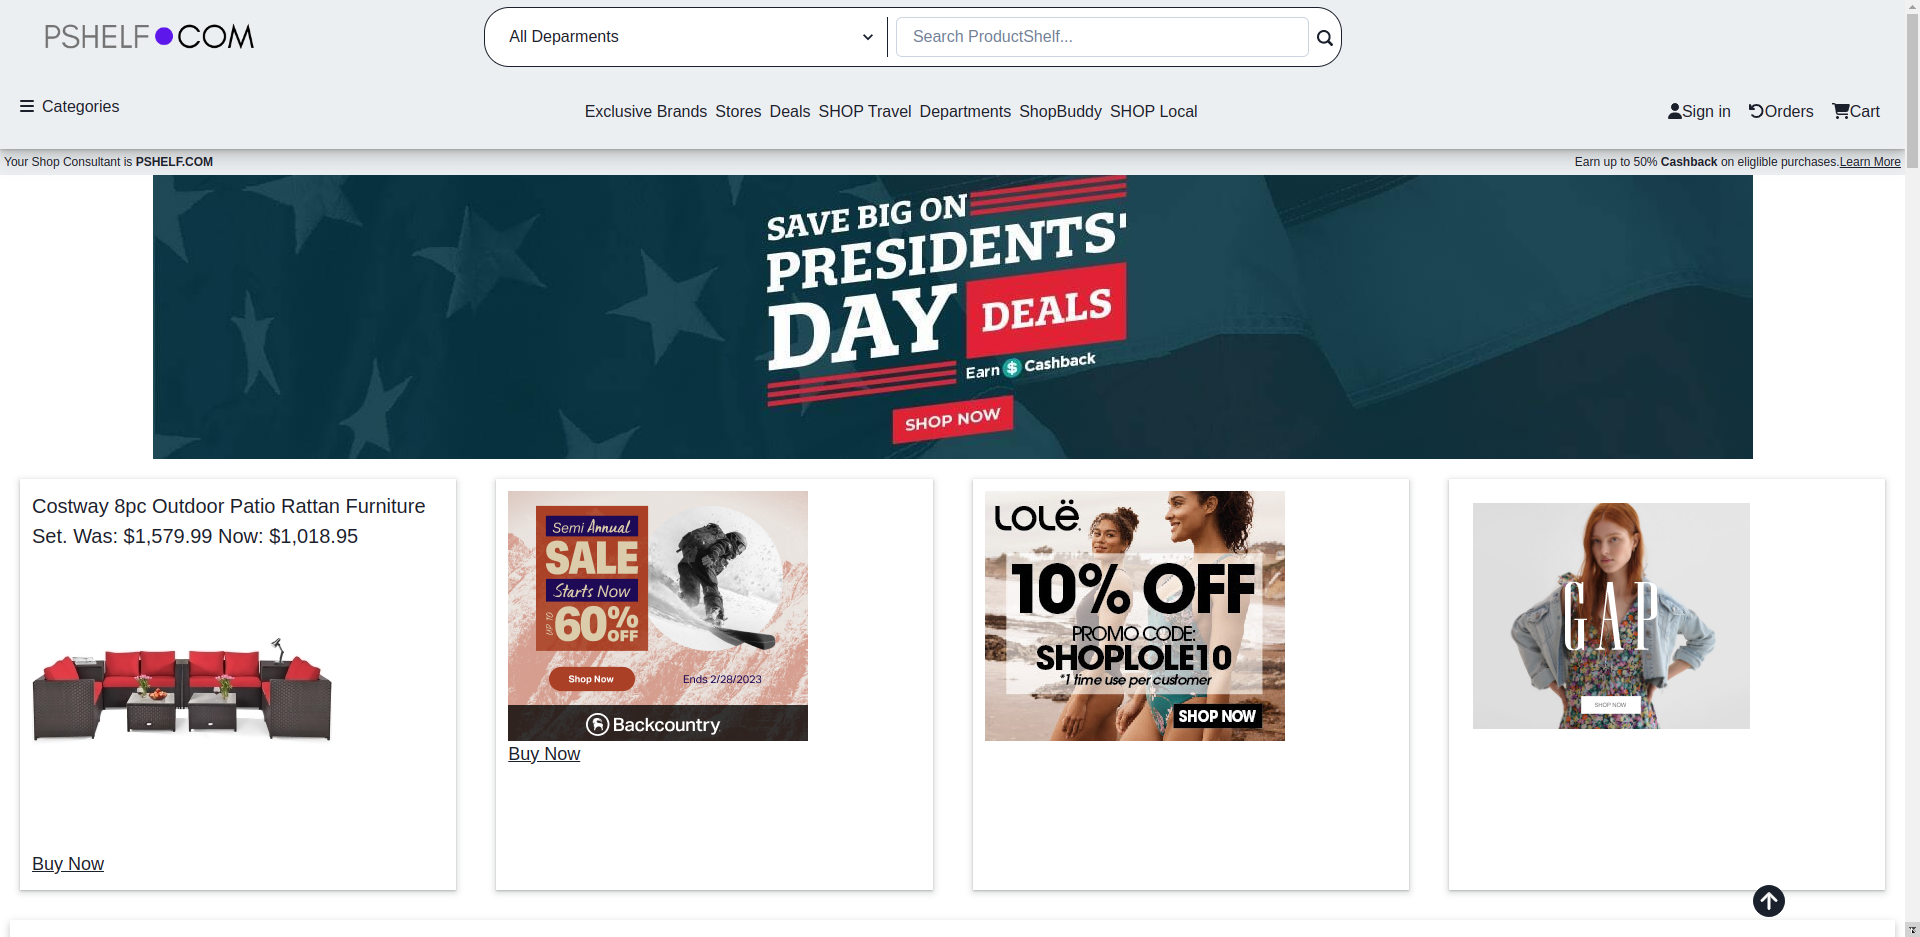 PSHELF COM
All Deparments
Search ProductShelf...
Categories
Exclusive Brands Stores Deals SHOP Travel Departments ShopBuddy SHOP Local
Sign in Orders Cart
Your Shop Consultant is PSHELF.COM
Earn up to 50% Cashback on eliglible purchases.Learn More
SAVE BIG ON
PRESIDENTS'
DAY DEALS
Earn $ Cashback
SHOP NOW
Costway 8pc Outdoor Patio Rattan Furniture
Set. Was: $1,579.99 Now: $1,018.95
Buy Now
Semi Annual
SALE
Starts Now
UP TO 60% OFF
Shop Now
Ends 2/28/2023
Backcountry
Buy Now
LOLË
10% OFF
PROMO CODE:
SHOPLOLE10
*1 time use per customer
SHOP NOW
GAP
SHOP NOW